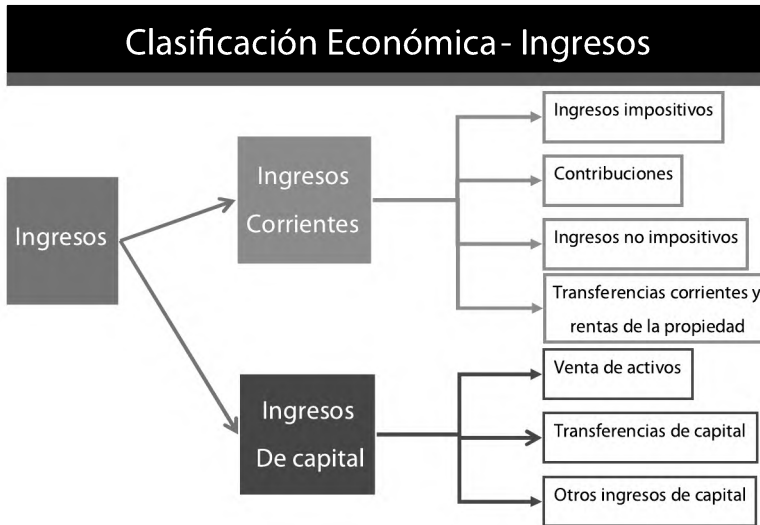 Clasificación Económica- Ingresos
Ingresos
Ingresos
Corrientes
Ingresos impositivos
Contribuciones
Ingresos no impositivos
Transferencias corrientes y
rentas de la propiedad
Ingresos
De capital
Venta de activos
Transferencias de capital
Otros ingresos de capital